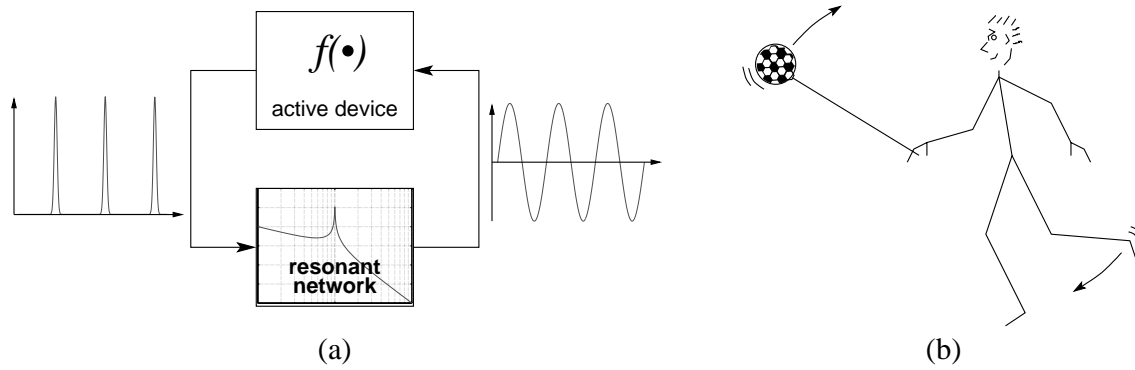 f(•)
active device
resonant
network
(a)
(b)